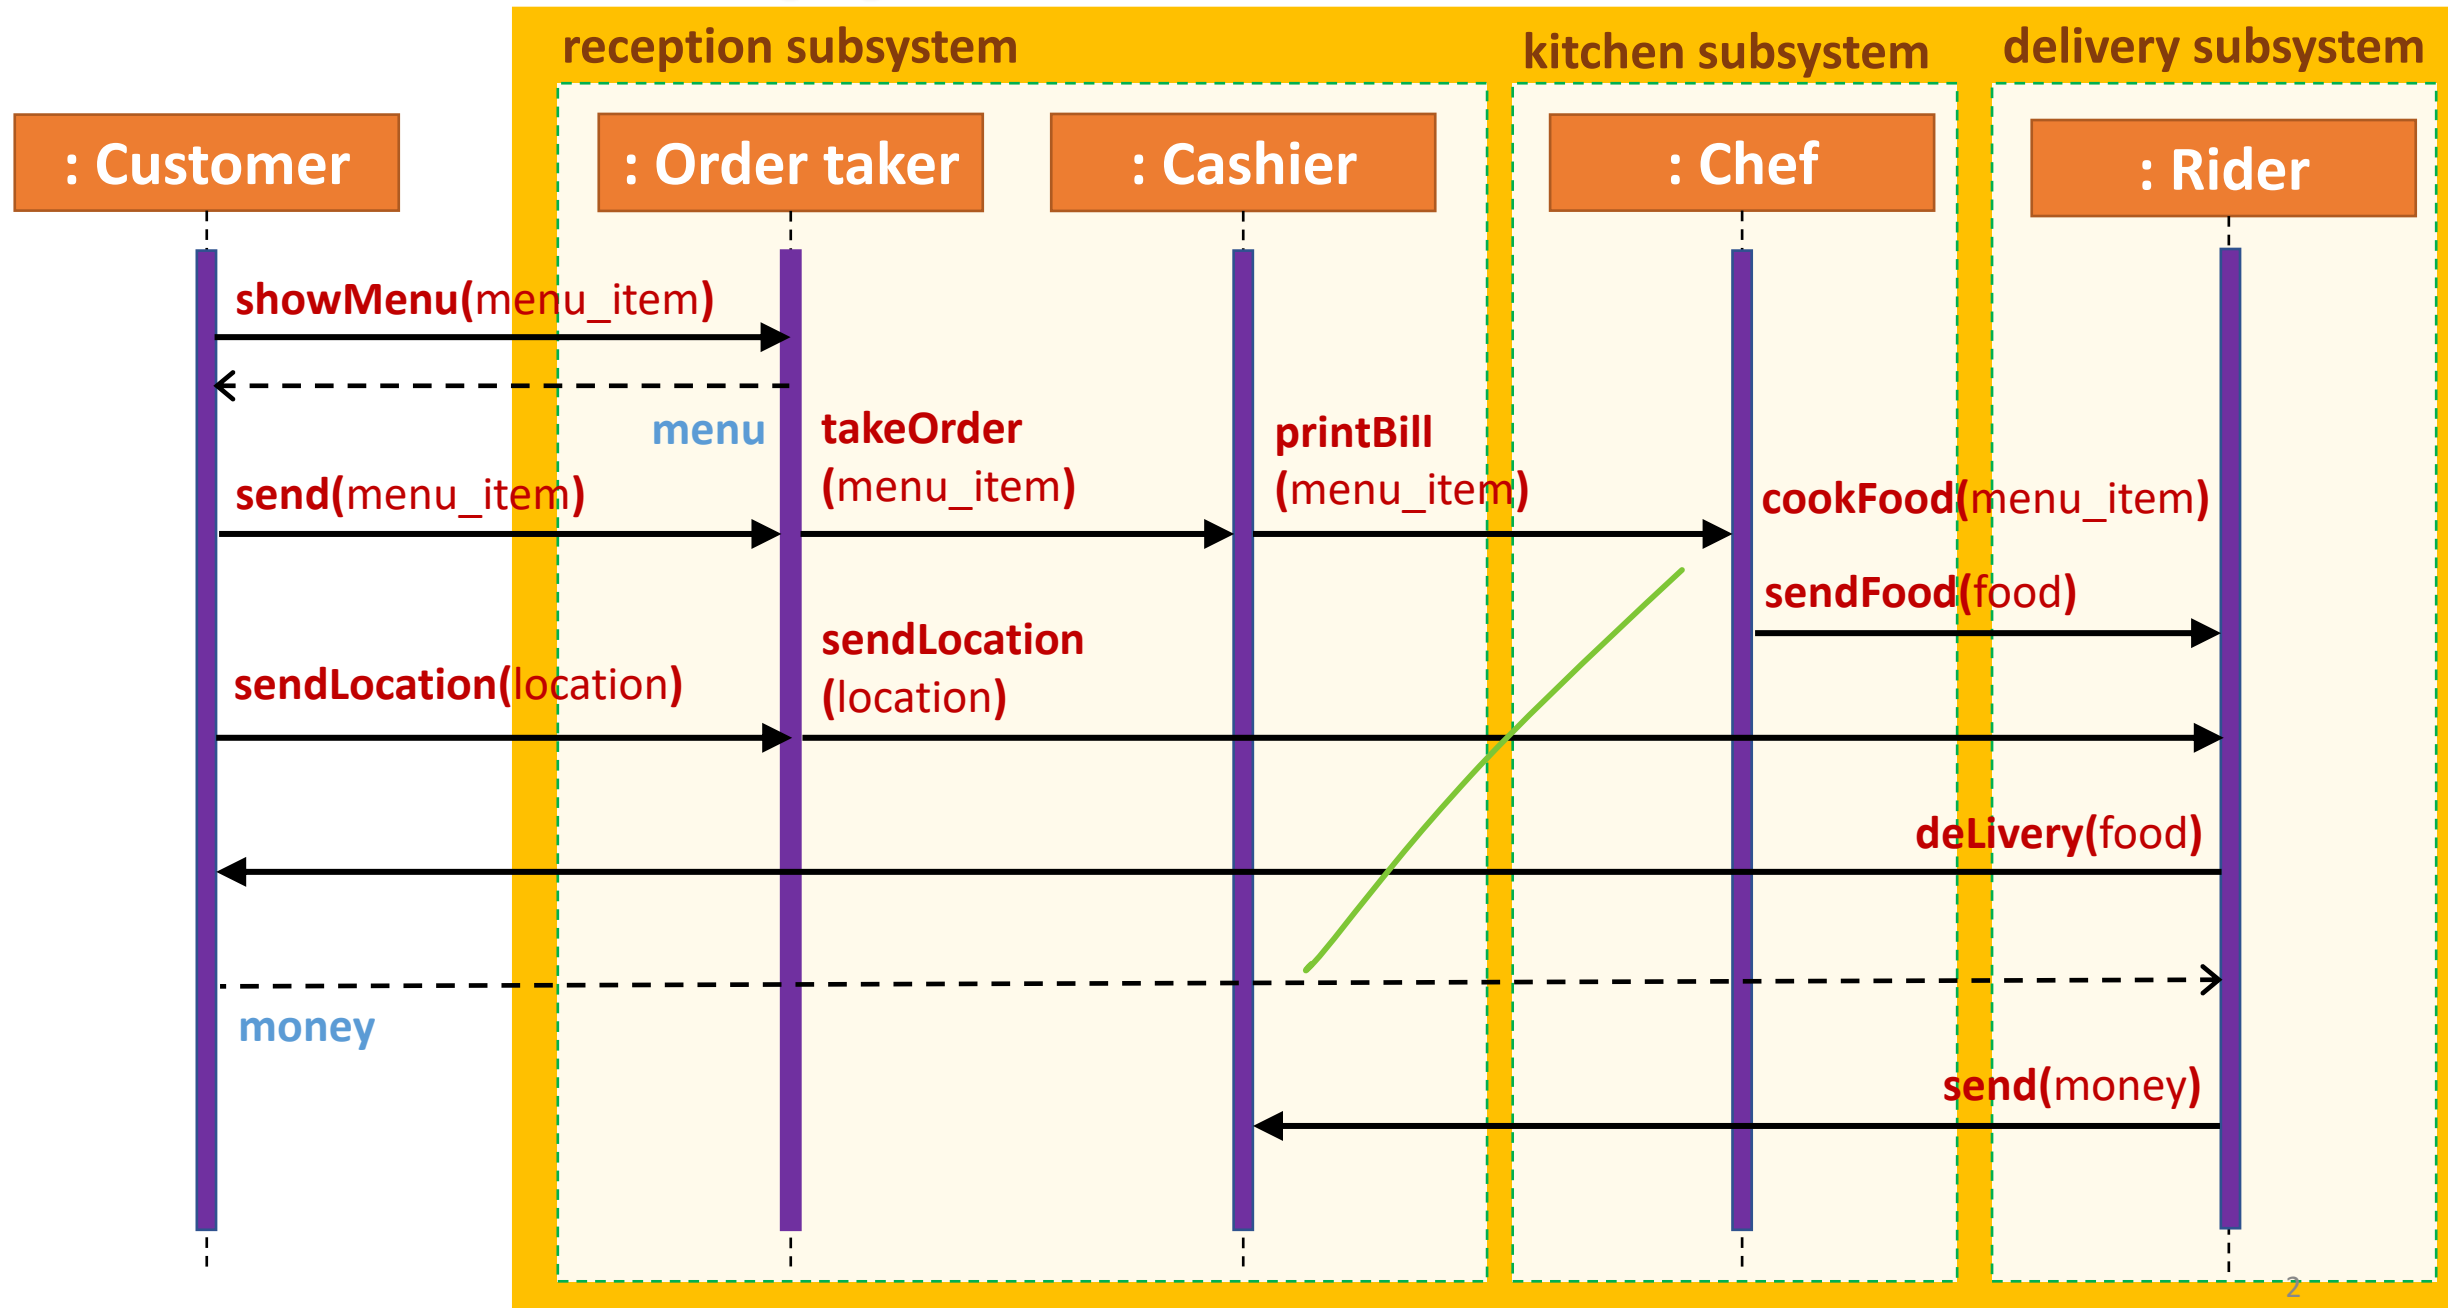 reception subsystem
kitchen subsystem
delivery subsystem
: Customer
: Order taker
: Cashier
: Chef
: Rider
showMenu(menu_item)
menu
takeOrder
(menu_item)
printBill
(menu_item)
send(menu_item)
cookFood(menu_item)
sendFood(food)
sendLocation
(location)
sendLocation(location)
deLivery(food)
money
send(money)
2